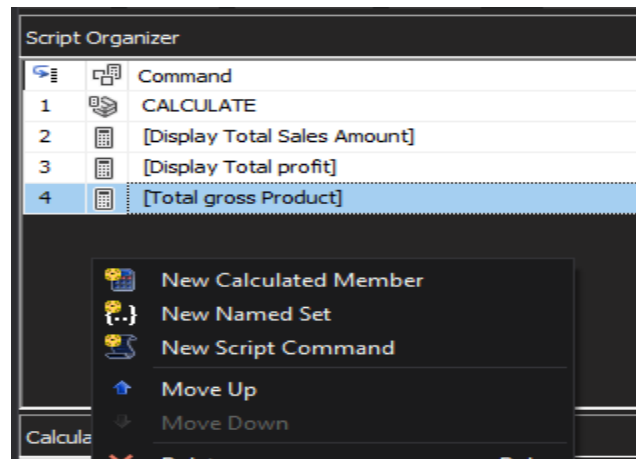 Script Organizer
Command
1 CALCULATE
2 [Display Total Sales Amount]
3 [Display Total profit]
4 [Total gross Product]
New Calculated Member
New Named Set
New Script Command
Move Up
Move Down